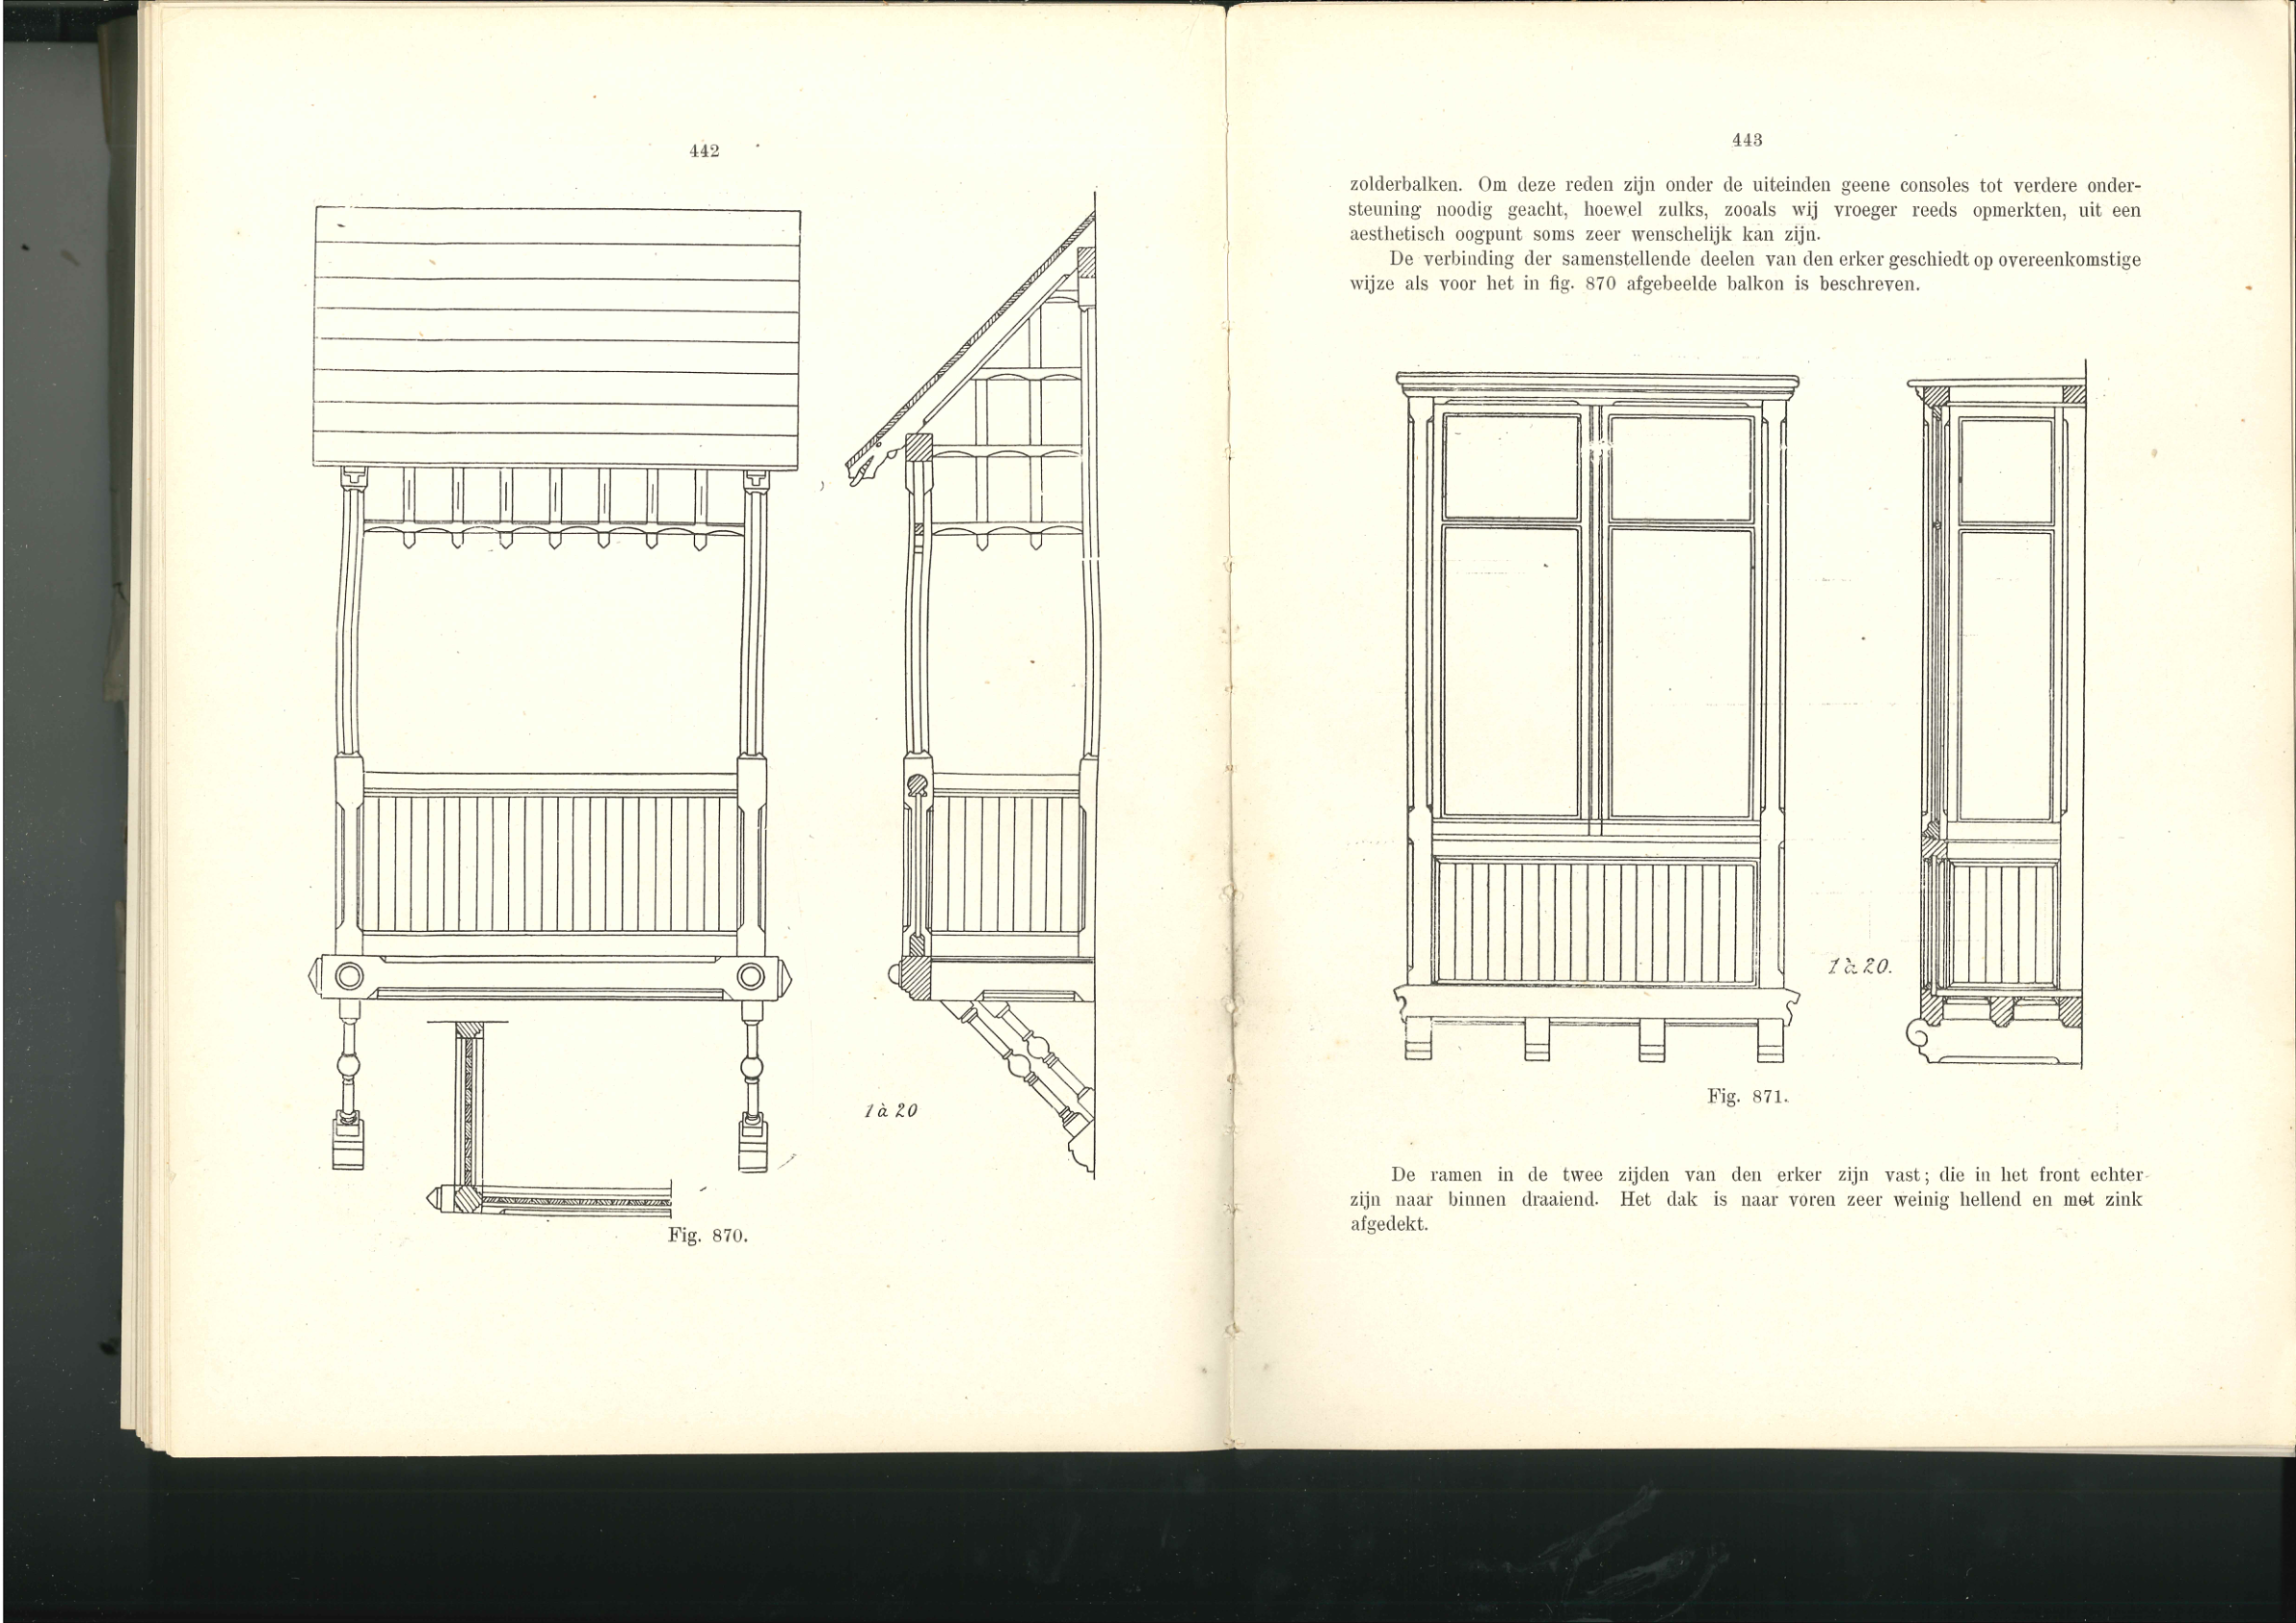 442
1 à 20
Fig. 870.
443
zolderbalken. Om deze reden zijn onder de uiteinden geene consoles tot verdere onder-
steuning noodig geacht, hoewel zulks, zooals wij vroeger reeds opmerkten, uit een
aesthetisch oogpunt soms zeer wenschelijk kan zijn.
De verbinding der samenstellende deelen van den erker geschiedt op overeenkomstige
wijze als voor het in fig. 870 afgebeelde balkon is beschreven.
1 à 20.
Fig. 871.
De ramen in de twee zijden van den erker zijn vast; die in het front echter
zijn naar binnen draaiend. Het dak is naar voren zeer weinig hellend en met zink
afgedekt.